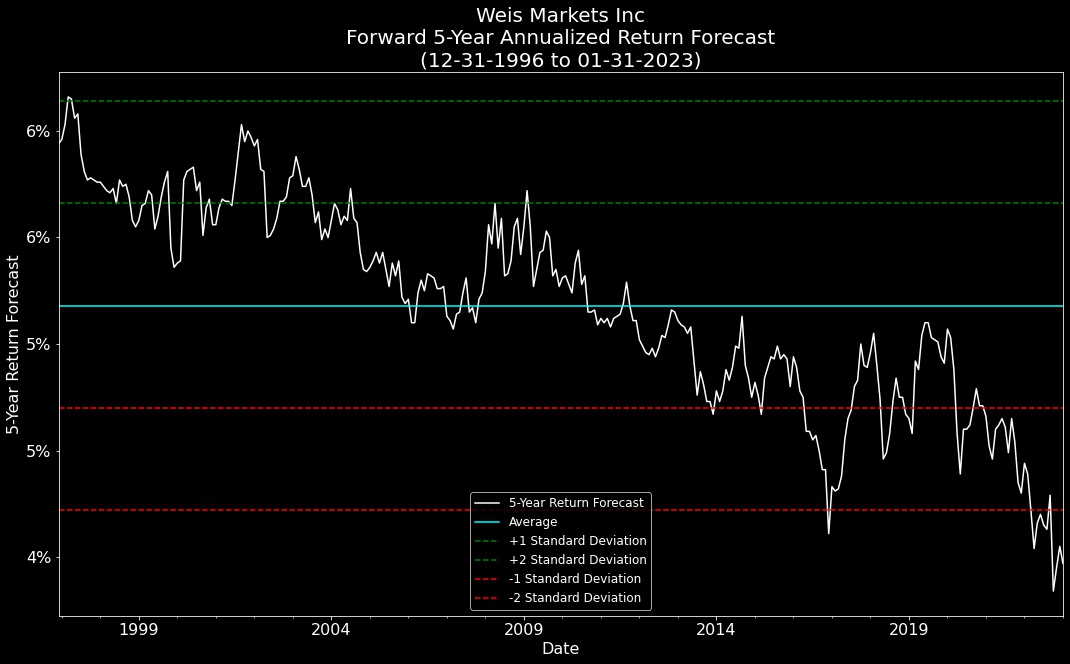 Weis Markets Inc
Forward 5-Year Annualized Return Forecast
(12-31-1996 to 01-31-2023)
6%
6%
5%
5%
4%
5-Year Return Forecast
5-Year Return Forecast
Average
+1 Standard Deviation
+2 Standard Deviation
-1 Standard Deviation
-2 Standard Deviation
1999
2004
2009
2014
2019
Date